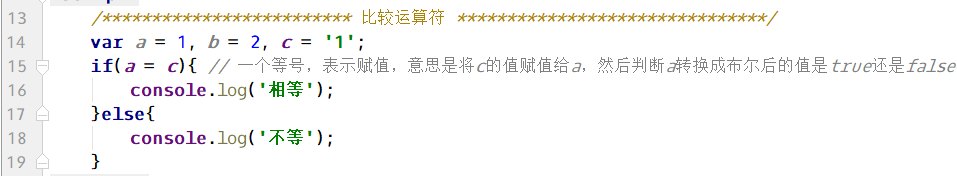 13 /************************* 比较运算符 *******************************/
14 var a = 1, b = 2, c = '1';
15 if(a = c){ // 一个等号，表示赋值，意思是将c的值赋值给a，然后判断a转换成布尔后的值是true还是false
16 console.log('相等');
17 }else{
18 console.log('不等');
19 }